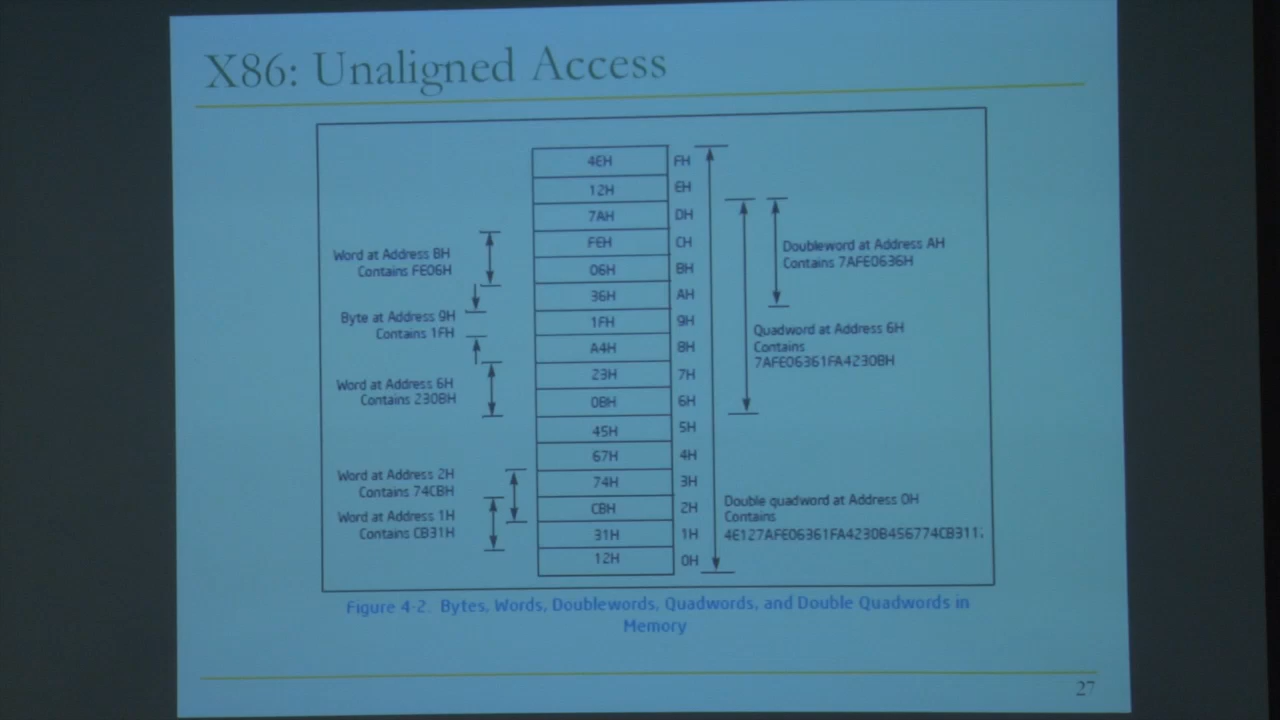 X86: Unaligned Access
4EH FH
12H EH
7AH DH
FEH CH
06H BH
36H AH
1FH 9H
A4H 8H
23H 7H
0BH 6H
45H 5H
67H 4H
74H 3H
CBH 2H
31H 1H
12H 0H
Word at Address BH
Contains FE06H
Byte at Address 9H
Contains 1FH
Word at Address 6H
Contains 230BH
Word at Address 2H
Contains 74CBH
Word at Address 1H
Contains CB31H
Doubleword at Address AH
Contains 7AFE0636H
Quadword at Address 6H
Contains
7AFE06361FA4230BH
Double quadword at Address 0H
Contains
4E127AFE06361FA4230B456774CB311
Figure 4-2. Bytes, Words, Doublewords, Quadwords, and Double Quadwords in
Memory
27